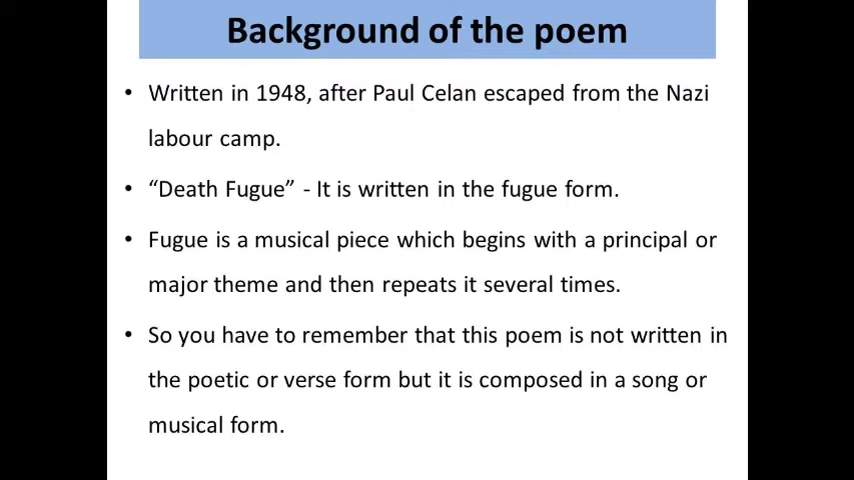 Background of the poem
• Written in 1948, after Paul Celan escaped from the Nazi
labour camp.
• “Death Fugue” - It is written in the fugue form.
• Fugue is a musical piece which begins with a principal or
major theme and then repeats it several times.
• So you have to remember that this poem is not written in
the poetic or verse form but it is composed in a song or
musical form.